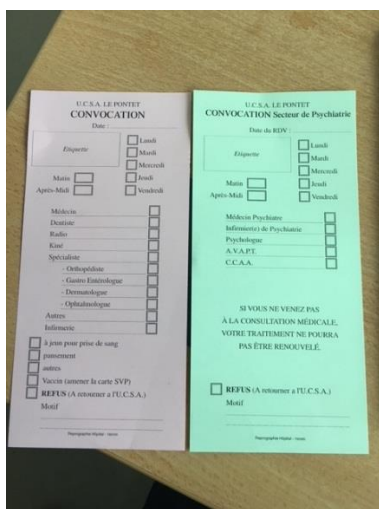 U.C.S.A. LE PONTET
CONVOCATION
Date :
Etiquette
Lundi
Mardi
Mercredi
Jeudi
Vendredi
Matin
Après-Midi
Médecin
Dentiste
Radio
Kiné
Spécialiste
- Orthopédiste
- Gastro Entérologue
- Dermatologue
- Ophtalmologue
Autres
Infirmerie
à jeun pour prise de sang
pansement
autres
Vaccin (amener la carte SVP)
REFUS (A retourner a l'U.C.S.A.)
Motif
U.C.S.A. LE PONTET
CONVOCATION Secteur de Psychiatrie
Date du RDV :
Etiquette
Lundi
Mardi
Mercredi
Jeudi
Vendredi
Matin
Après-Midi
Médecin Psychiatre
Infirmier(e) de Psychiatrie
Psychologue
A.V.A.P.T.
C.C.A.A.
SI VOUS NE VENEZ PAS
À LA CONSULTATION MÉDICALE,
VOTRE TRAITEMENT NE POURRA
PAS ÊTRE RENOUVELÉ.
REFUS (A retourner a l'U.C.S.A.)
Motif